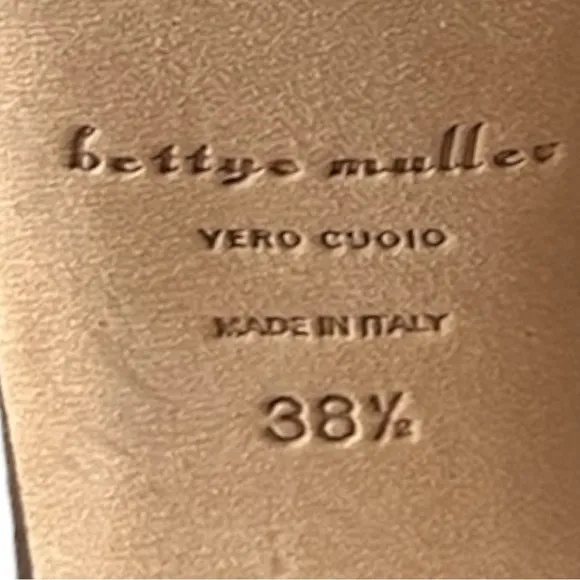 bettye muller
VERO CUOIO
MADE IN ITALY
38½